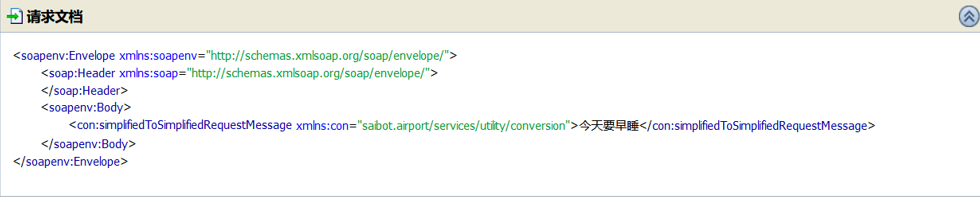 请求文档
<soapenv:Envelope xmlns:soapenv="http://schemas.xmlsoap.org/soap/envelope/">
<soap:Header xmlns:soap="http://schemas.xmlsoap.org/soap/envelope/">
</soap:Header>
<soapenv:Body>
<con:simplifiedToSimplifiedRequestMessage xmlns:con="saibot.airport/services/utility/conversion">今天要早睡</con:simplifiedToSimplifiedRequestMessage>
</soapenv:Body>
</soapenv:Envelope>